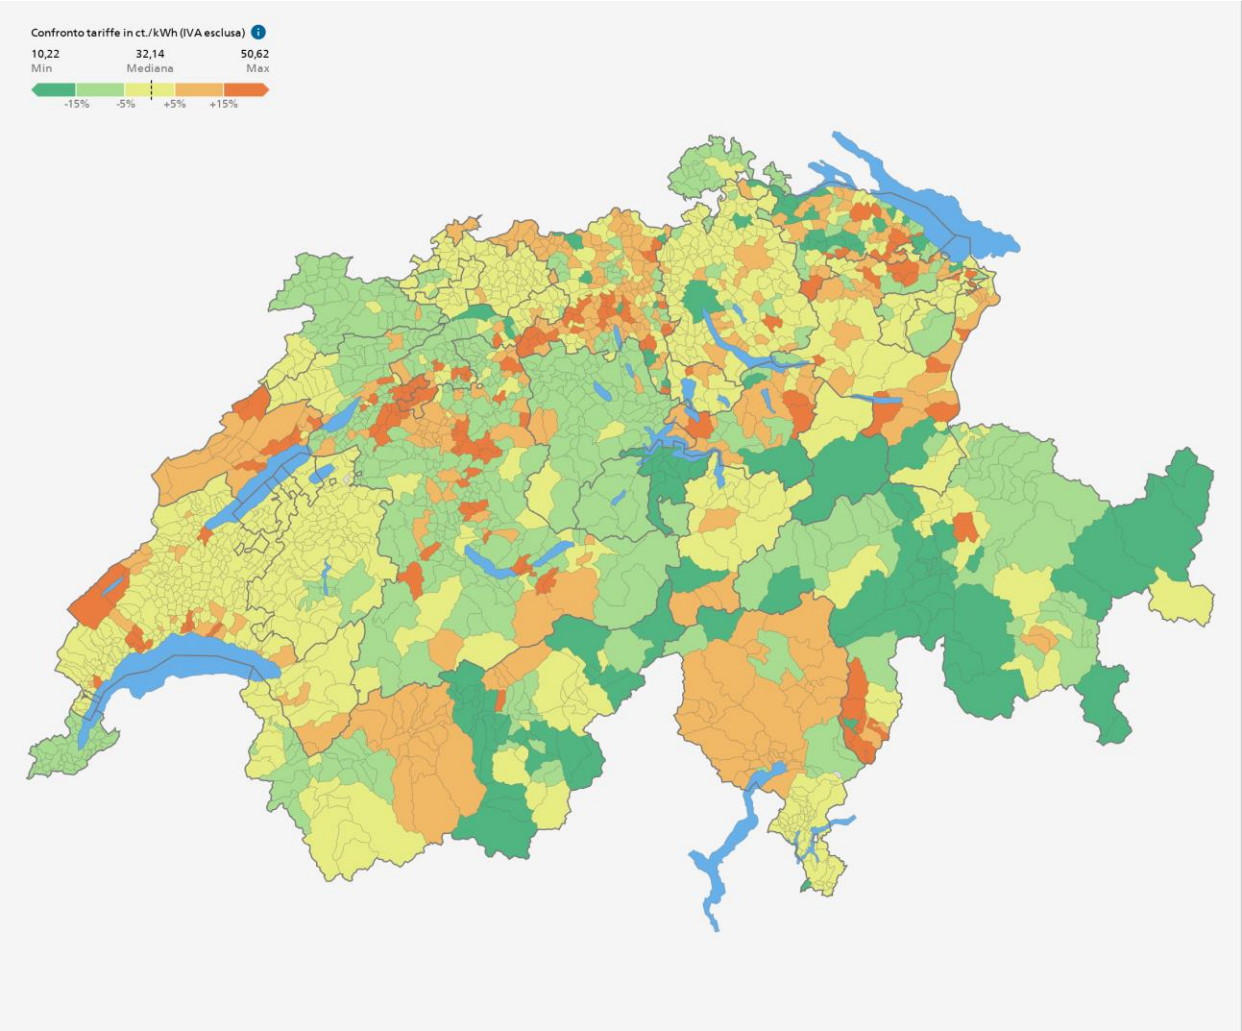 Confronto tariffe in ct./kWh (IVA esclusa) i
10,22 32,14 50,62
Min Mediana Max
-15% -5% +5% +15%